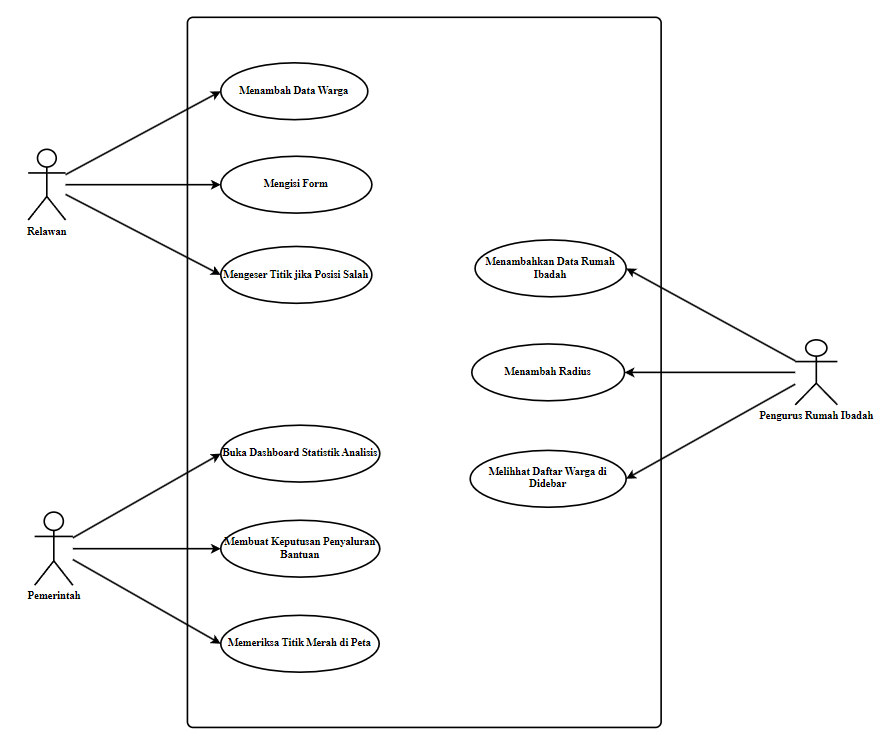 Menambah Data Warga
Mengisi Form
Relawan
Mengeser Titik jika Posisi Salah
Menambahkan Data Rumah
Ibadah
Menambah Radius
Pengurus Rumah Ibadah
Melihhat Daftar Warga di
Didebar
Buka Dashboard Statistik Analisis
Membuat Keputusan Penyaluran
Bantuan
Pemerintah
Memeriksa Titik Merah di Peta